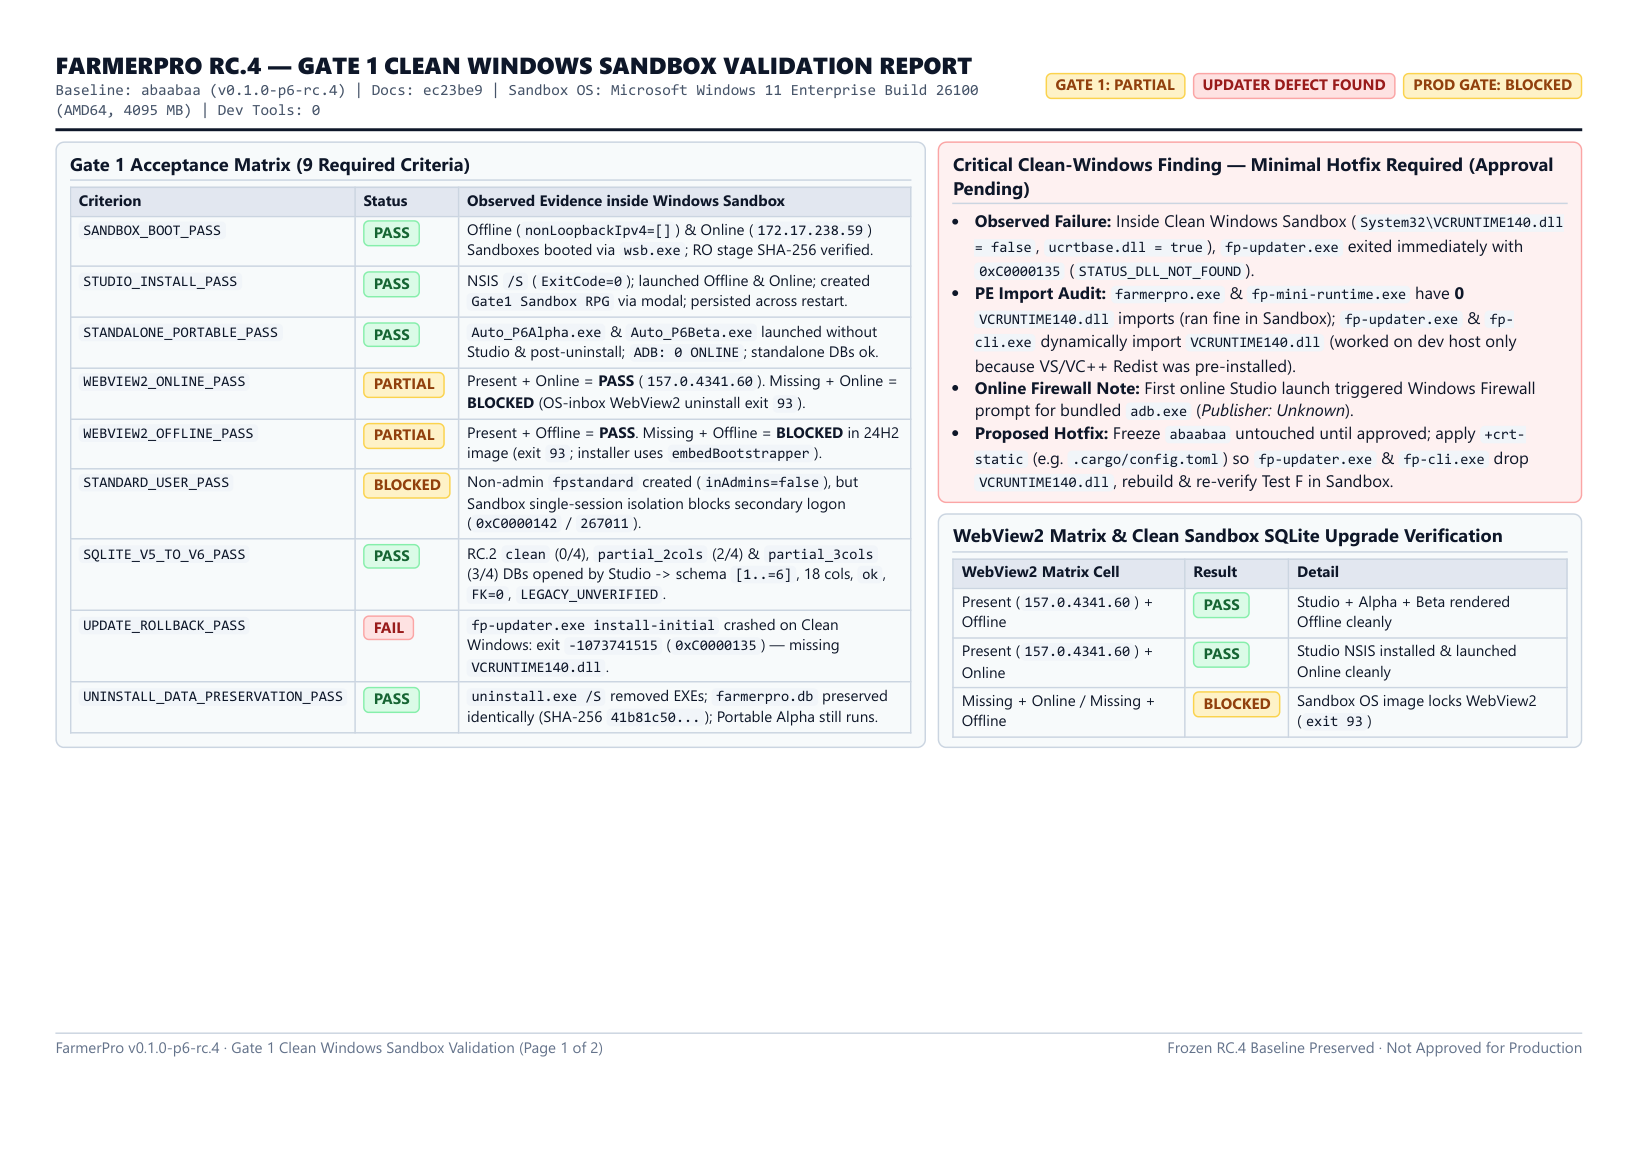 FARMERPRO RC.4 — GATE 1 CLEAN WINDOWS SANDBOX VALIDATION REPORT
Baseline: abaabaa (v0.1.0-p6-rc.4) | Docs: ec23be9 | Sandbox OS: Microsoft Windows 11 Enterprise Build 26100
(AMD64, 4095 MB) | Dev Tools: 0
GATE 1: PARTIAL
UPDATER DEFECT FOUND
PROD GATE: BLOCKED
Gate 1 Acceptance Matrix (9 Required Criteria)
Criterion Status Observed Evidence inside Windows Sandbox
SANDBOX_BOOT_PASS PASS Offline ( nonLoopbackIpv4=[] ) & Online ( 172.17.238.59 )
Sandboxes booted via wsb.exe ; RO stage SHA-256 verified.
STUDIO_INSTALL_PASS PASS NSIS /S ( ExitCode=0 ); launched Offline & Online; created
Gate1 Sandbox RPG via modal; persisted across restart.
STANDALONE_PORTABLE_PASS PASS Auto_P6Alpha.exe & Auto_P6Beta.exe launched without
Studio & post-uninstall; ADB: 0 ONLINE ; standalone DBs ok.
WEBVIEW2_ONLINE_PASS PARTIAL Present + Online = PASS ( 157.0.4341.60 ). Missing + Online =
BLOCKED (OS-inbox WebView2 uninstall exit 93 ).
WEBVIEW2_OFFLINE_PASS PARTIAL Present + Offline = PASS. Missing + Offline = BLOCKED in 24H2
image (exit 93 ; installer uses embedBootstrapper ).
STANDARD_USER_PASS BLOCKED Non-admin fpstandard created ( inAdmins=false ), but
Sandbox single-session isolation blocks secondary logon
( 0xC0000142 / 267011 ).
SQLITE_V5_TO_V6_PASS PASS RC.2 clean (0/4), partial_2cols (2/4) & partial_3cols
(3/4) DBs opened by Studio -> schema [1..=6] , 18 cols, ok ,
FK=0 , LEGACY_UNVERIFIED .
UPDATE_ROLLBACK_PASS FAIL fp-updater.exe install-initial crashed on Clean
Windows: exit -1073741515 ( 0xC0000135 ) — missing
VCRUNTIME140.dll .
UNINSTALL_DATA_PRESERVATION_PASS PASS uninstall.exe /S removed EXEs; farmerpro.db preserved
identically (SHA-256 41b81c50... ); Portable Alpha still runs.
Critical Clean-Windows Finding — Minimal Hotfix Required (Approval
Pending)
• Observed Failure: Inside Clean Windows Sandbox ( System32\VCRUNTIME140.dll
= false , ucrtbase.dll = true ), fp-updater.exe exited immediately with
0xC0000135 ( STATUS_DLL_NOT_FOUND ).
• PE Import Audit: farmerpro.exe & fp-mini-runtime.exe have 0
VCRUNTIME140.dll imports (ran fine in Sandbox); fp-updater.exe & fp-
cli.exe dynamically import VCRUNTIME140.dll (worked on dev host only
because VS/VC++ Redist was pre-installed).
• Online Firewall Note: First online Studio launch triggered Windows Firewall
prompt for bundled adb.exe (Publisher: Unknown).
• Proposed Hotfix: Freeze abaabaa untouched until approved; apply +crt-
static (e.g. .cargo/config.toml ) so fp-updater.exe & fp-cli.exe drop
VCRUNTIME140.dll , rebuild & re-verify Test F in Sandbox.
WebView2 Matrix & Clean Sandbox SQLite Upgrade Verification
WebView2 Matrix Cell Result Detail
Present ( 157.0.4341.60 ) + PASS Studio + Alpha + Beta rendered
Offline Offline cleanly
Present ( 157.0.4341.60 ) + PASS Studio NSIS installed & launched
Online Online cleanly
Missing + Online / Missing + BLOCKED Sandbox OS image locks WebView2
Offline ( exit 93 )
FarmerPro v0.1.0-p6-rc.4 · Gate 1 Clean Windows Sandbox Validation (Page 1 of 2)
Frozen RC.4 Baseline Preserved · Not Approved for Production